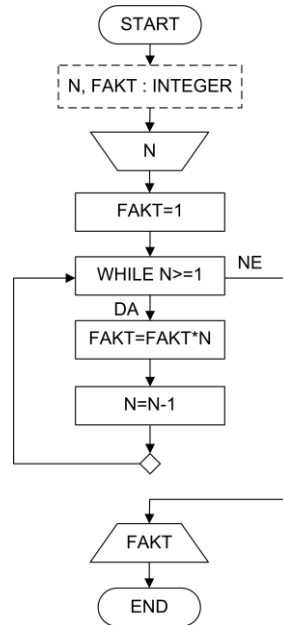 START
N, FAKT : INTEGER
N
FAKT=1
WHILE N>=1
NE
DA
FAKT=FAKT*N
N=N-1
FAKT
END